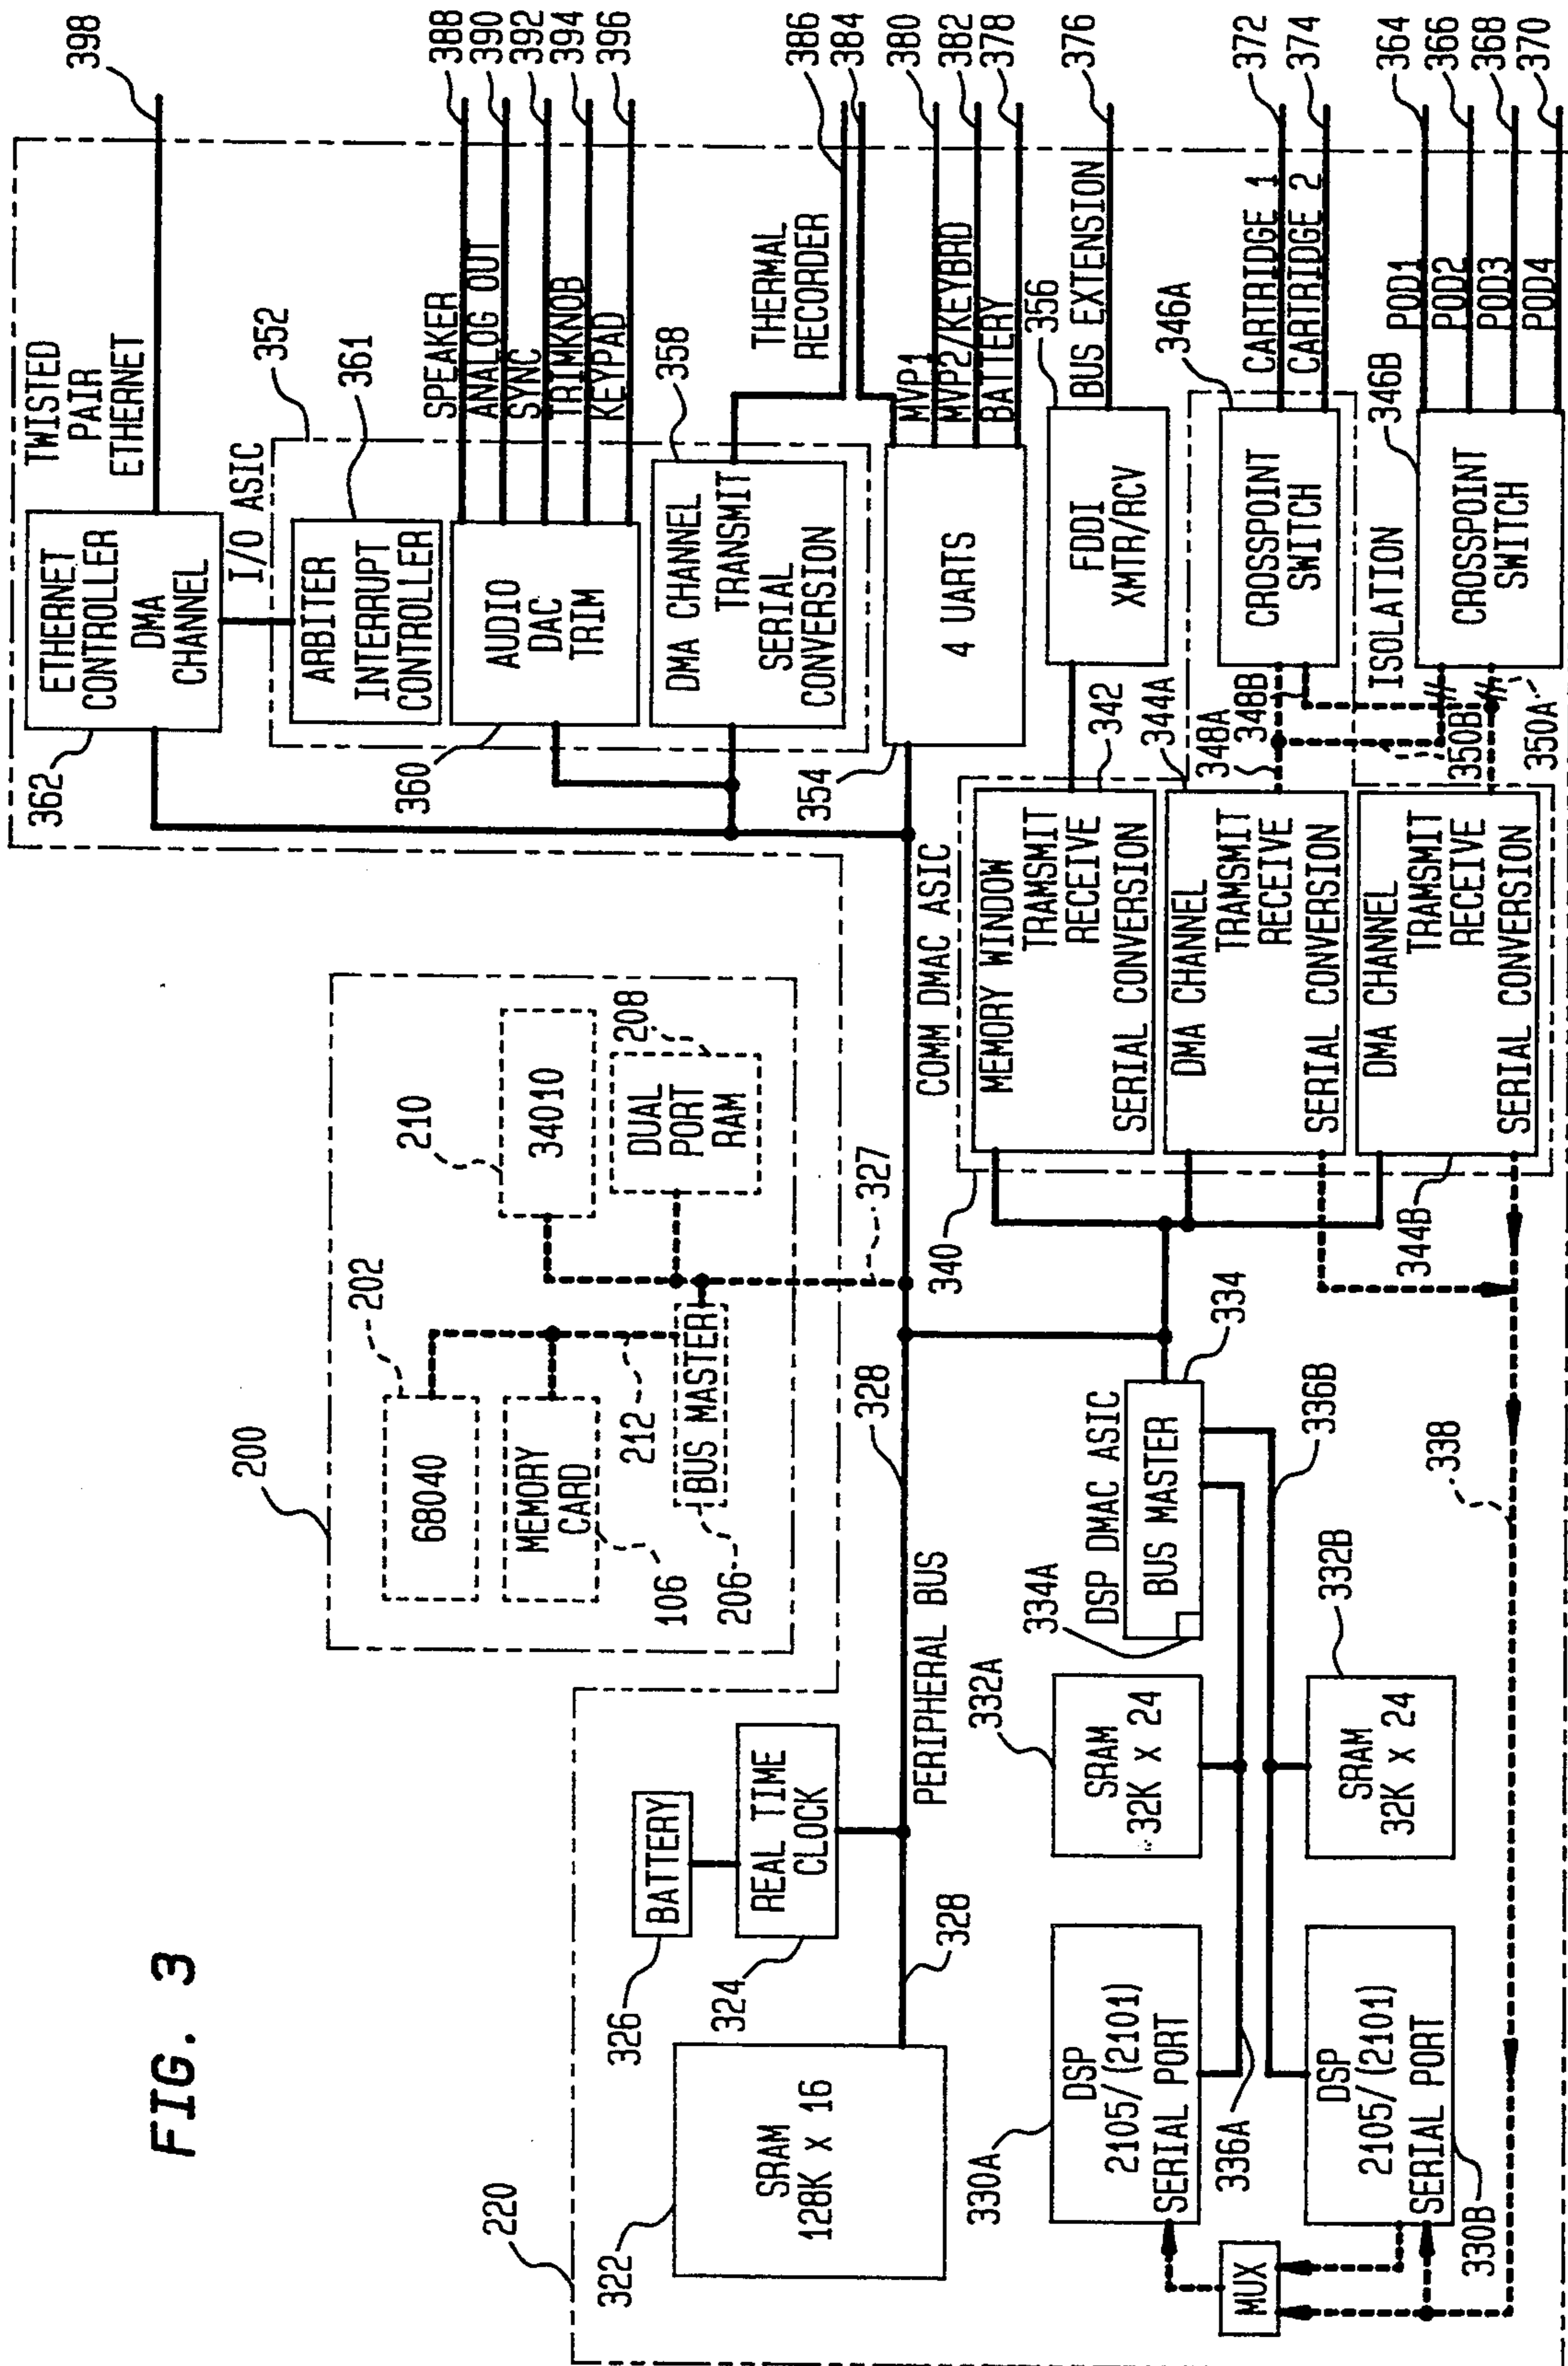 FIG. 3
220
322
SRAM
128K X 16
326
BATTERY
324
REAL TIME
CLOCK
328
PERIPHERAL BUS
328
200
202
68040
MEMORY
CARD
106
206
BUS MASTER
212
210
34010
208
DUAL
PORT
RAM
327
330A
DSP
2105/(2101)
SERIAL PORT
336A
MUX
DSP
2105/(2101)
SERIAL PORT
330B
332A
SRAM
32K X 24
332B
SRAM
32K X 24
334A
DSP DMAC ASIC
BUS MASTER
334
336B
338
340
COMM DMAC ASIC
MEMORY WINDOW
TRAMSMIT
RECEIVE
SERIAL CONVERSION
342
DMA CHANNEL
TRAMSMIT
RECEIVE
SERIAL CONVERSION
344A
DMA CHANNEL
TRAMSMIT
RECEIVE
SERIAL CONVERSION
344B
348A
348B
350B
350A
ISOLATION
362
ETHERNET
CONTROLLER
DMA
CHANNEL
TWISTED
PAIR
ETHERNET
398
I/O ASIC
352
ARBITER
INTERRUPT
CONTROLLER
361
360
AUDIO
DAC
TRIM
SPEAKER
388
ANALOG OUT
390
SYNC
392
TRIMKNOB
394
KEYPAD
396
358
DMA CHANNEL
TRANSMIT
SERIAL
CONVERSION
THERMAL
RECORDER
386
384
354
4 UARTS
MVP1
380
MVP2/KEYBRD
382
BATTERY
378
FDDI
XMTR/RCV
356
BUS EXTENSION
376
346A
CROSSPOINT
SWITCH
CARTRIDGE 1
372
CARTRIDGE 2
374
346B
CROSSPOINT
SWITCH
POD1
364
POD2
366
POD3
368
POD4
370